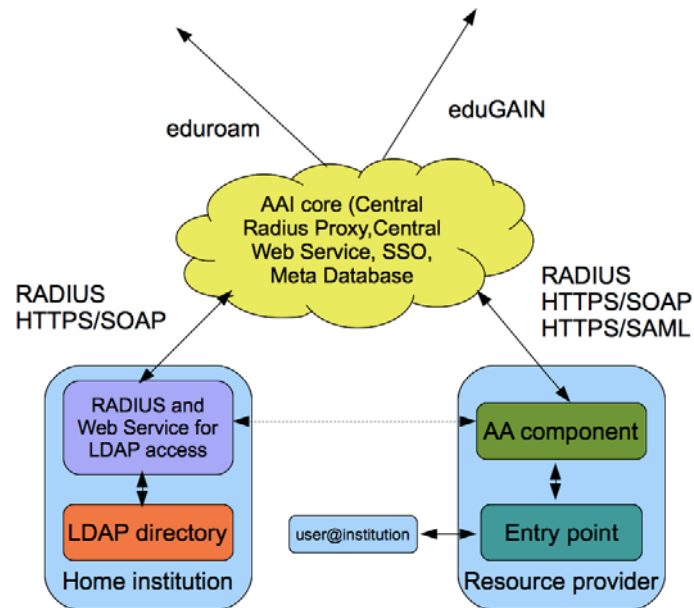 eduroam
eduGAIN
AAI core (Central
Radius Proxy,Central
Web Service, SSO,
Meta Database
RADIUS
HTTPS/SOAP
RADIUS
HTTPS/SOAP
HTTPS/SAML
RADIUS and
Web Service for
LDAP access
LDAP directory
Home institution
AA component
user@institution
Entry point
Resource provider